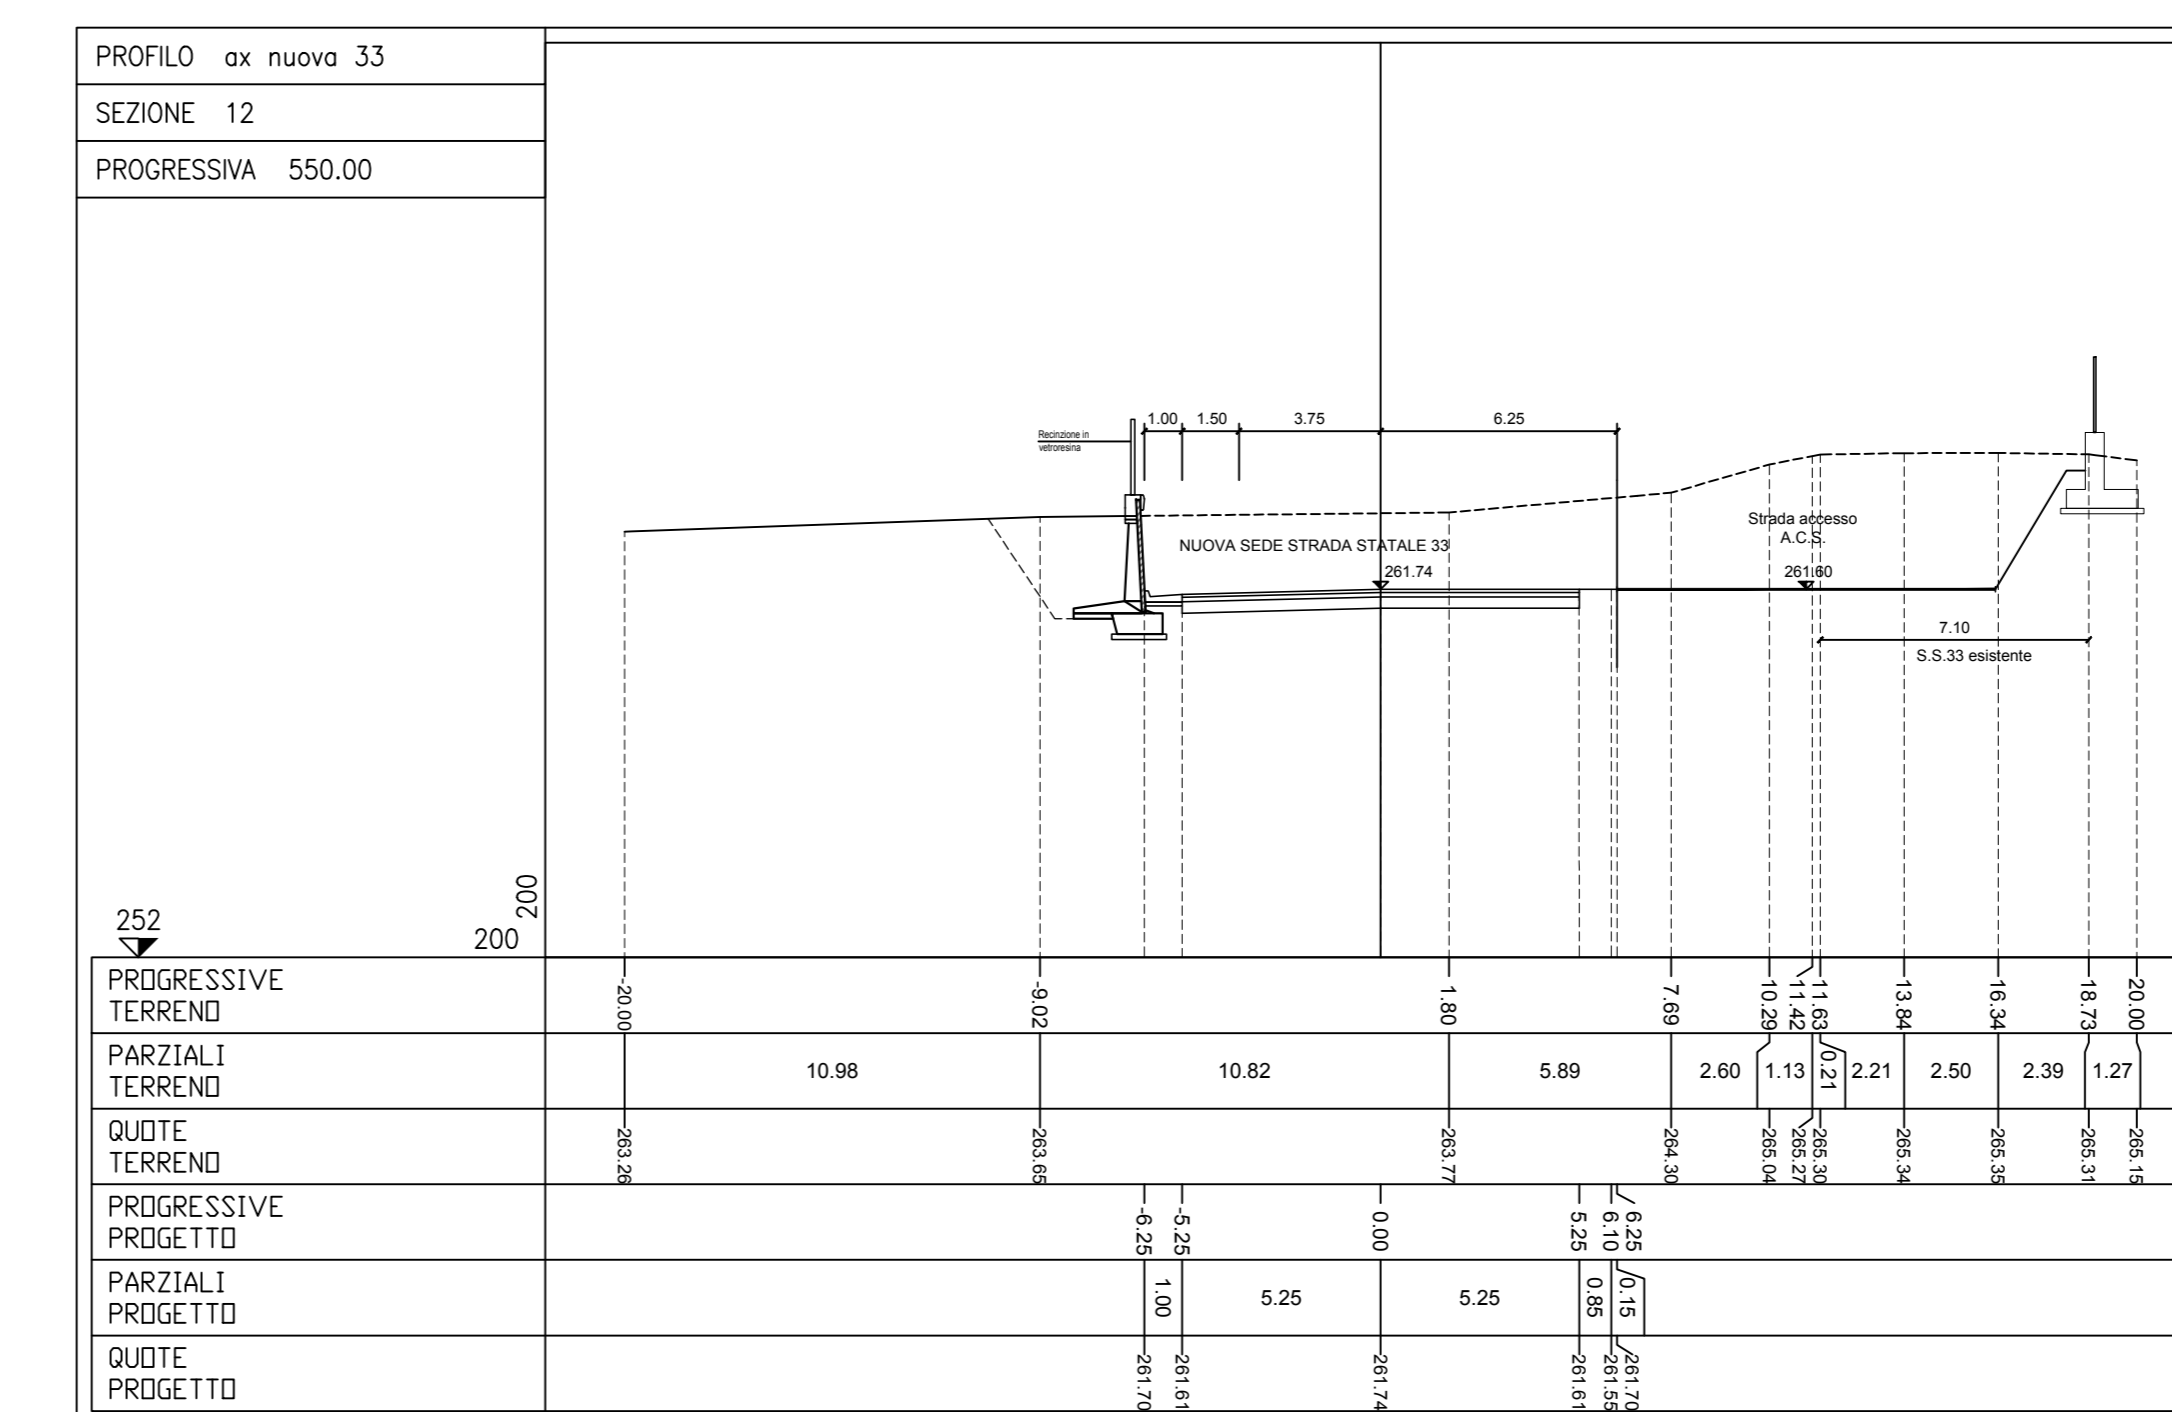 PROFILO ax nuova 33
SEZIONE 12
PROGRESSIVA 550.00
1.00 1.50 3.75 6.25
Recinzione in
vetroresina
NUOVA SEDE STRADA STATALE 33
261.74
Strada accesso
A.C.S.
261.60
7.10
S.S.33 esistente
252
200
200
PROGRESSIVE
TERRENO
-20.00 -9.02 1.80 7.69 10.29 11.42 11.63 13.84 16.34 18.73 20.00
PARZIALI
TERRENO
10.98 10.82 5.89 2.60 1.13 0.21 2.21 2.50 2.39 1.27
QUOTE
TERRENO
263.26 263.65 263.77 264.30 265.04 265.27 265.30 265.34 265.35 265.31 265.15
PROGRESSIVE
PROGETTO
-6.25 -5.25 0.00 5.25 6.10 6.25
PARZIALI
PROGETTO
1.00 5.25 5.25 0.85 0.15
QUOTE
PROGETTO
261.70 261.61 261.74 261.61 261.55 261.70